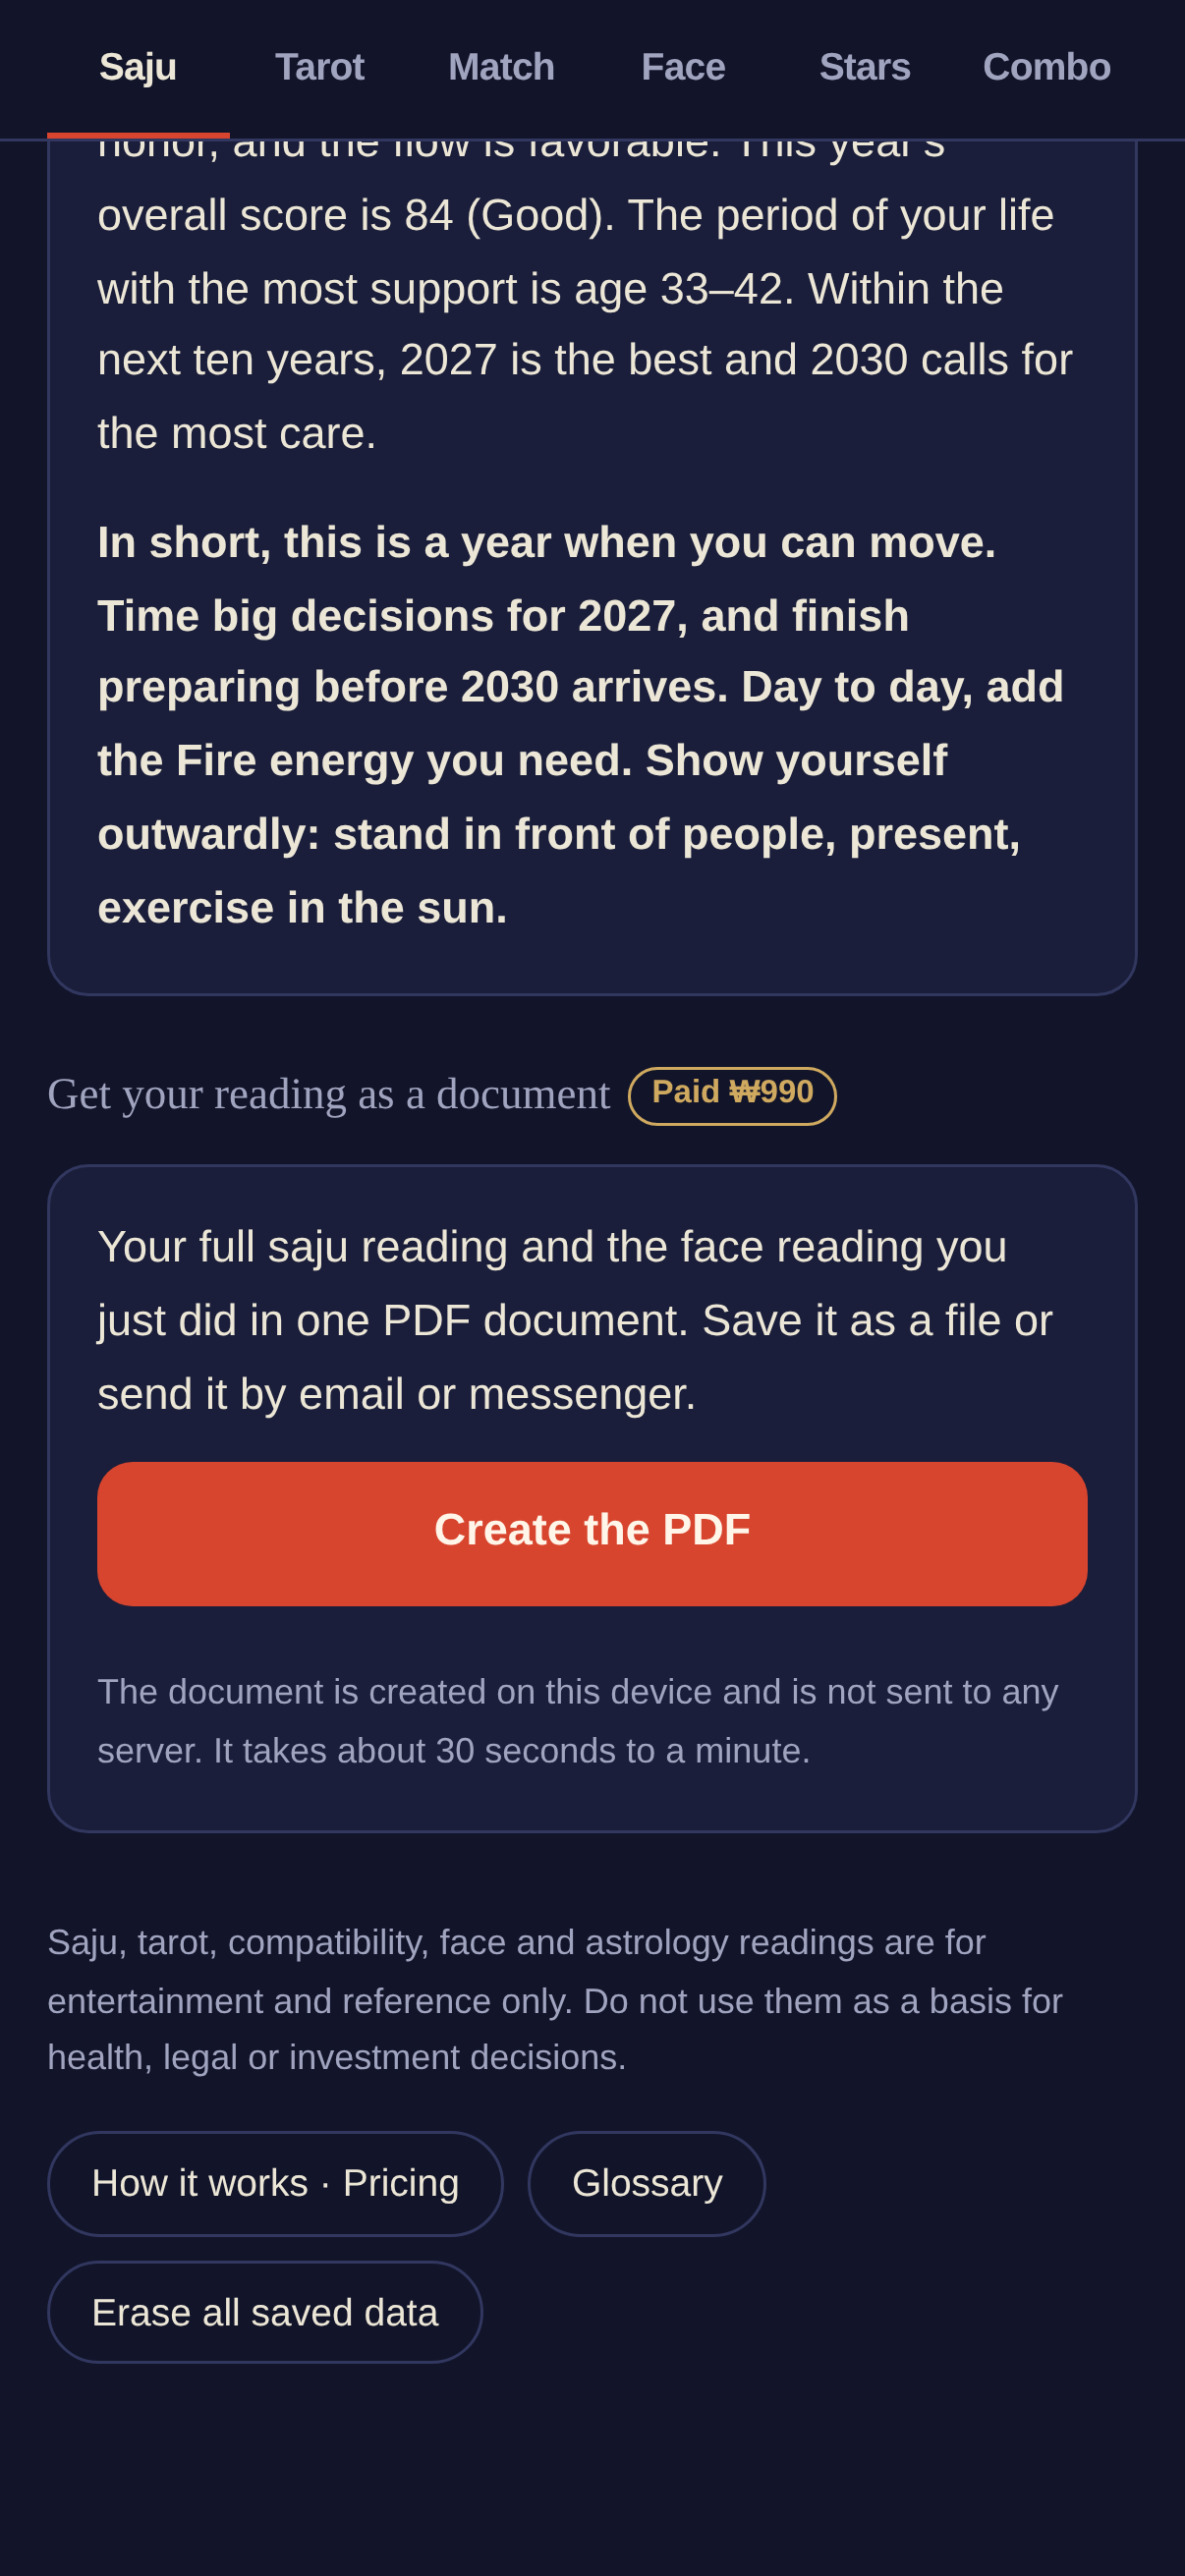 Saju Tarot Match Face Stars Combo
honor, and the flow is favorable. This year's
overall score is 84 (Good). The period of your life
with the most support is age 33–42. Within the
next ten years, 2027 is the best and 2030 calls for
the most care.
In short, this is a year when you can move.
Time big decisions for 2027, and finish
preparing before 2030 arrives. Day to day, add
the Fire energy you need. Show yourself
outwardly: stand in front of people, present,
exercise in the sun.
Get your reading as a document Paid ₩990
Your full saju reading and the face reading you
just did in one PDF document. Save it as a file or
send it by email or messenger.
Create the PDF
The document is created on this device and is not sent to any
server. It takes about 30 seconds to a minute.
Saju, tarot, compatibility, face and astrology readings are for
entertainment and reference only. Do not use them as a basis for
health, legal or investment decisions.
How it works · Pricing Glossary
Erase all saved data